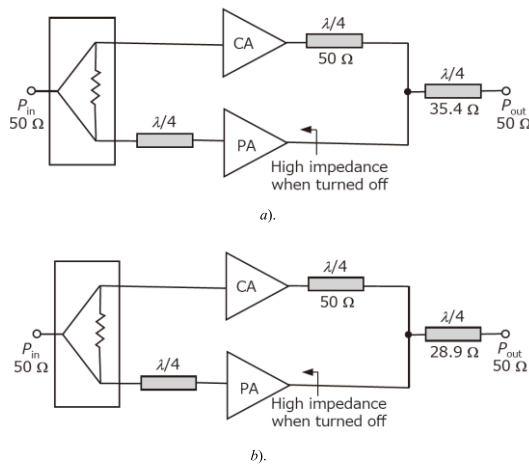 CA
λ/4
50 Ω
λ/4
35.4 Ω
P_in
50 Ω
P_out
50 Ω
λ/4
PA
High impedance
when turned off
a).
CA
λ/4
50 Ω
λ/4
28.9 Ω
P_in
50 Ω
P_out
50 Ω
λ/4
PA
High impedance
when turned off
b).